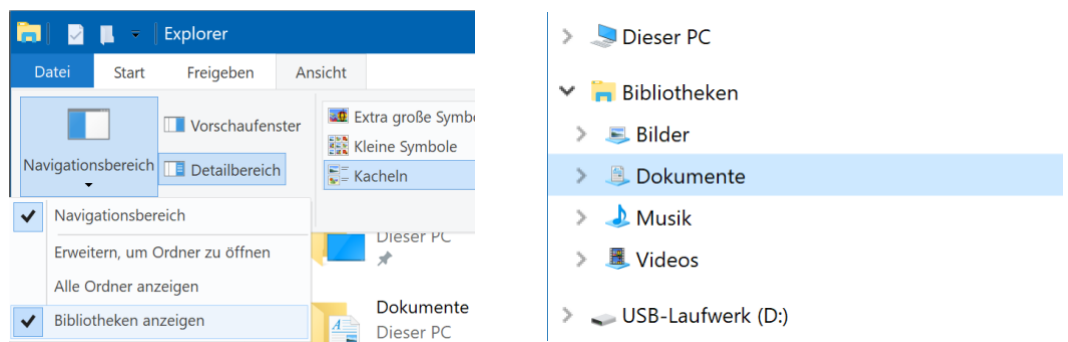 Explorer
Datei Start Freigeben Ansicht
Navigationsbereich
Vorschaufenster
Detailbereich
Extra große Symb
Kleine Symbole
Kacheln
Navigationsbereich
Erweitern, um Ordner zu öffnen
Alle Ordner anzeigen
Bibliotheken anzeigen
Dieser PC
Dokumente
Dieser PC
Dieser PC
Bibliotheken
Bilder
Dokumente
Musik
Videos
USB-Laufwerk (D:)